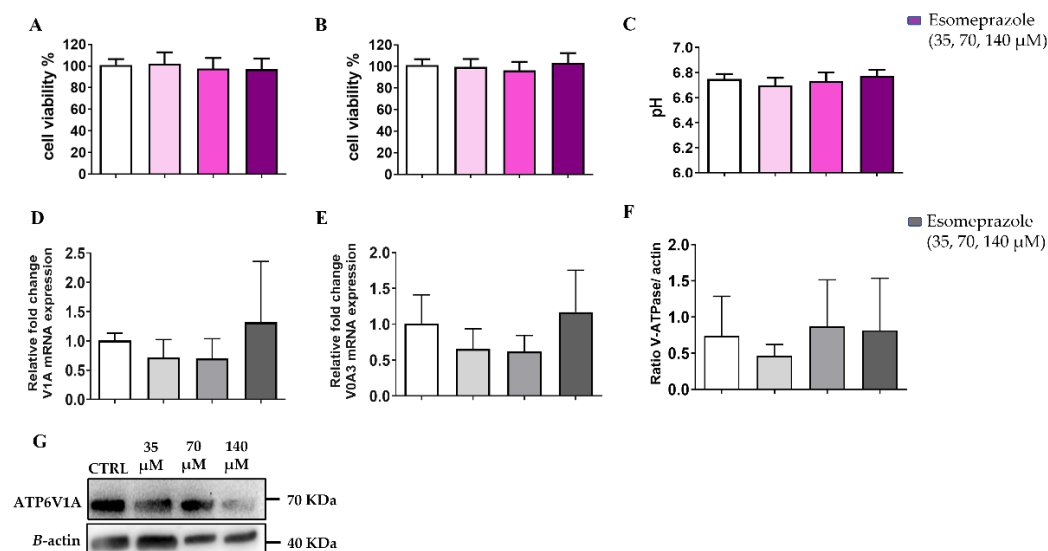 A
cell viability %
120
100
80
60
40
20
0
B
cell viability %
120
100
80
60
40
20
0
C
pH
7.0
6.8
6.6
6.4
6.2
6.0
Esomeprazole
(35, 70, 140 µM)
D
Relative fold change
V1A mRNA expression
2.5
2.0
1.5
1.0
0.5
0.0
E
Relative fold change
V0A3 mRNA expression
2.5
2.0
1.5
1.0
0.5
0.0
F
Ratio V-ATPase/ actin
2.0
1.5
1.0
0.5
0.0
Esomeprazole
(35, 70, 140 µM)
G
CTRL
35
µM
70
µM
140
µM
ATP6V1A
70 KDa
B-actin
40 KDa